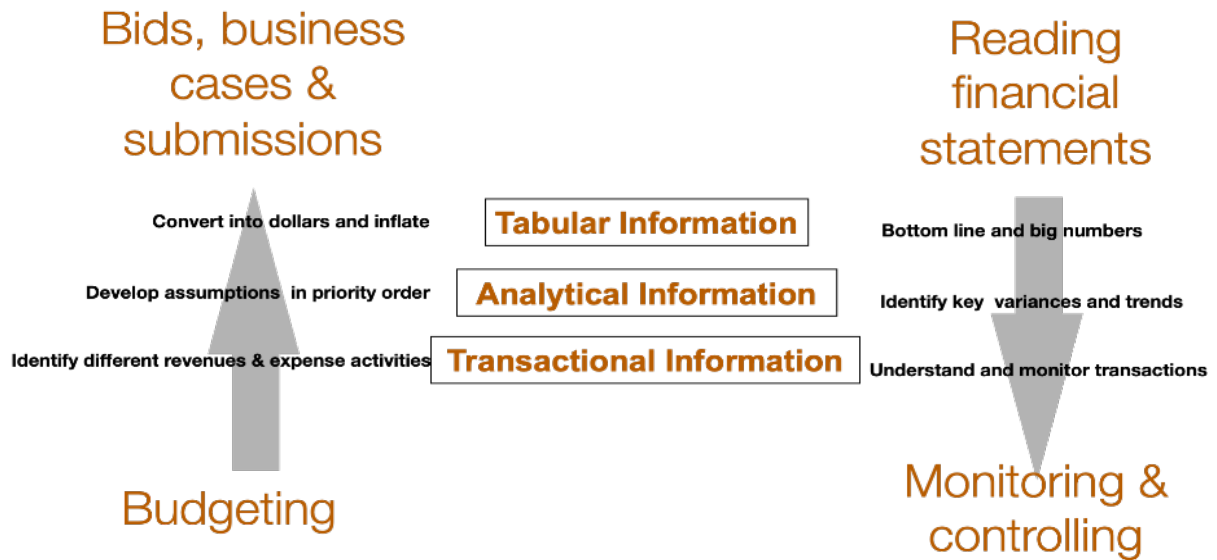 Bids, business
cases &
submissions
Reading
financial
statements
Convert into dollars and inflate
Tabular Information
Bottom line and big numbers
Develop assumptions in priority order
Analytical Information
Identify key variances and trends
Identify different revenues & expense activities
Transactional Information
Understand and monitor transactions
Budgeting
Monitoring &
controlling